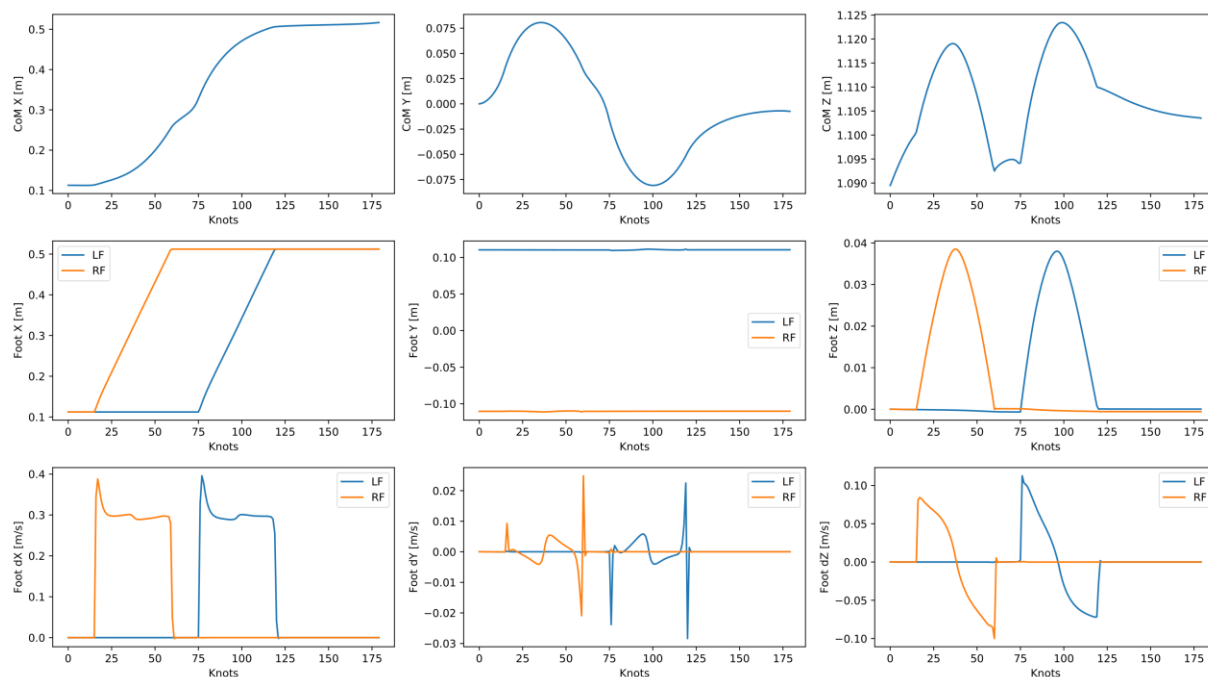 CoM X [m]
0.5
0.4
0.3
0.2
0.1
0 25 50 75 100 125 150 175
Knots
CoM Y [m]
0.075
0.050
0.025
0.000
−0.025
−0.050
−0.075
0 25 50 75 100 125 150 175
Knots
CoM Z [m]
1.125
1.120
1.115
1.110
1.105
1.100
1.095
1.090
0 25 50 75 100 125 150 175
Knots
Foot X [m]
0.5
0.4
0.3
0.2
0.1
LF
RF
0 25 50 75 100 125 150 175
Knots
Foot Y [m]
0.10
0.05
0.00
−0.05
−0.10
LF
RF
0 25 50 75 100 125 150 175
Knots
Foot Z [m]
0.04
0.03
0.02
0.01
0.00
LF
RF
0 25 50 75 100 125 150 175
Knots
Foot dX [m/s]
0.4
0.3
0.2
0.1
0.0
LF
RF
0 25 50 75 100 125 150 175
Knots
Foot dY [m/s]
0.02
0.01
0.00
−0.01
−0.02
−0.03
LF
RF
0 25 50 75 100 125 150 175
Knots
Foot dZ [m/s]
0.10
0.05
0.00
−0.05
−0.10
LF
RF
0 25 50 75 100 125 150 175
Knots